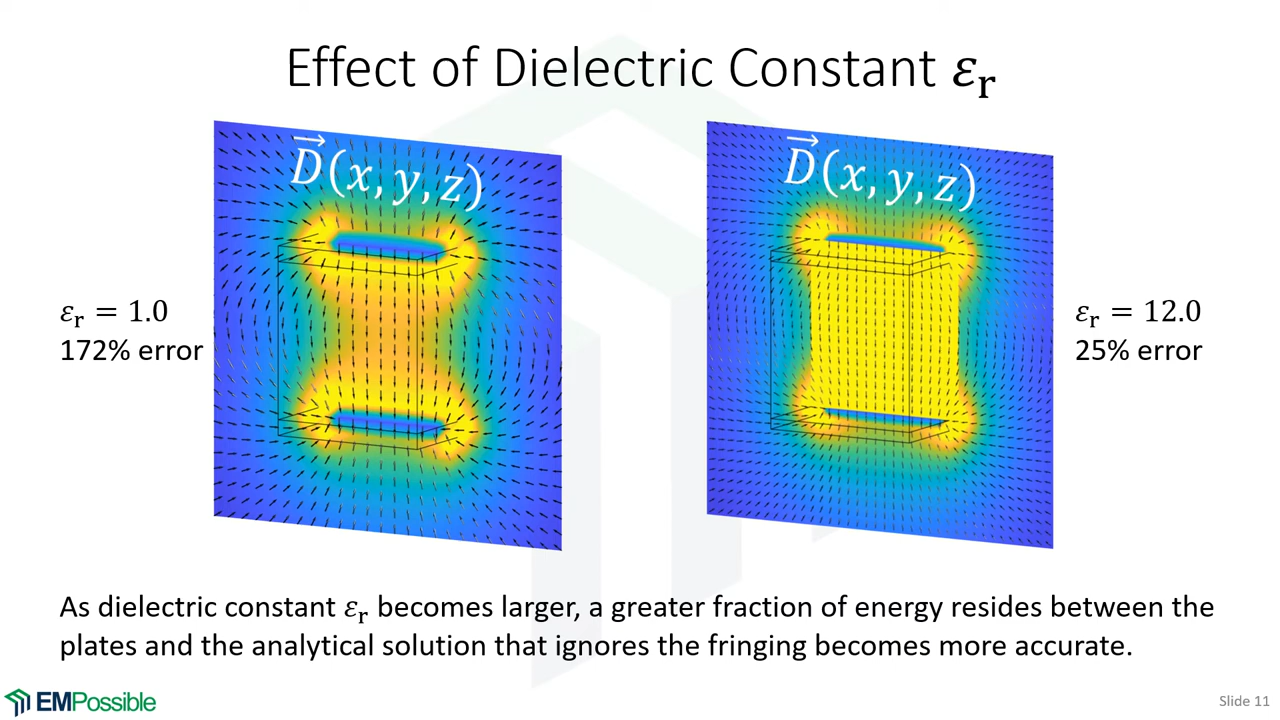 Effect of Dielectric Constant εr
D⃗(x, y, z)
D⃗(x, y, z)
εr = 1.0
172% error
εr = 12.0
25% error
As dielectric constant εr becomes larger, a greater fraction of energy resides between the
plates and the analytical solution that ignores the fringing becomes more accurate.
EMPossible
Slide 11